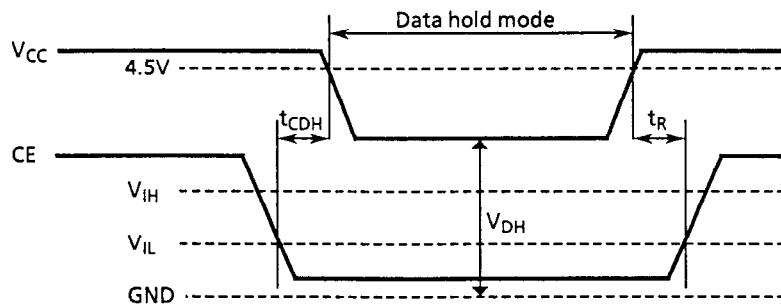 Data hold mode
VCC
4.5V
tCDH
tR
CE
VIH
VDH
VIL
GND